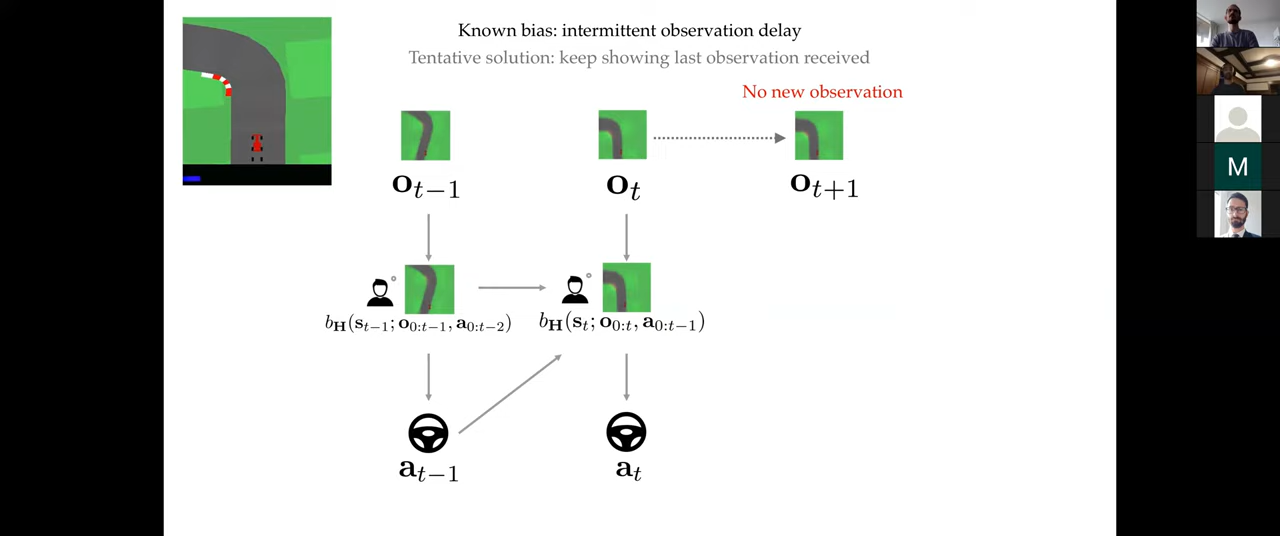 Known bias: intermittent observation delay
Tentative solution: keep showing last observation received
No new observation
o_{t−1}
o_t
o_{t+1}
b_H(s_{t−1}; o_{0:t−1}, a_{0:t−2})
b_H(s_t; o_{0:t}, a_{0:t−1})
a_{t−1}
a_t
M